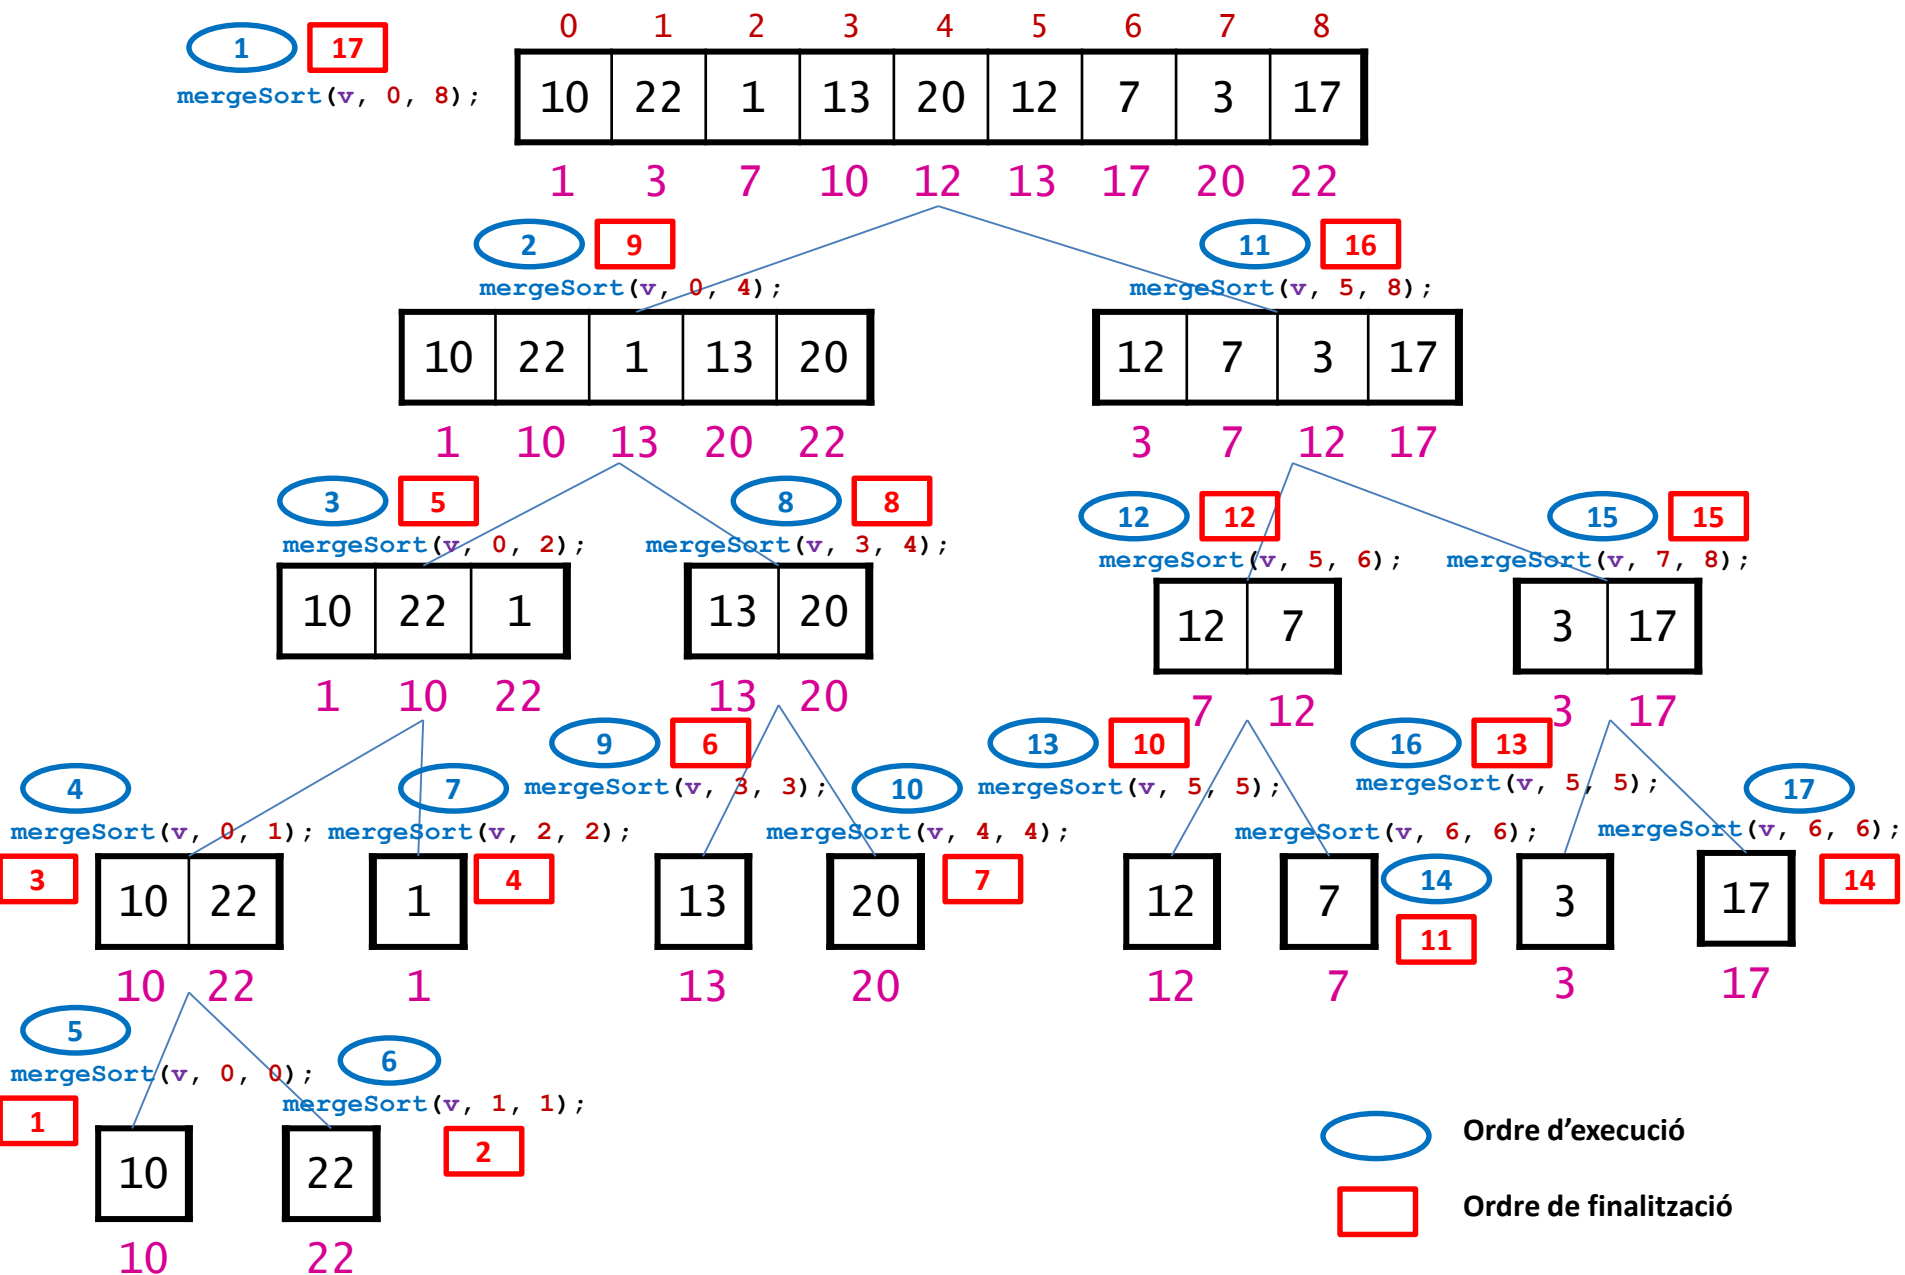 0 1 2 3 4 5 6 7 8
1 17
mergeSort(v, 0, 8);
10 22 1 13 20 12 7 3 17
1 3 7 10 12 13 17 20 22
2 9
mergeSort(v, 0, 4);
10 22 1 13 20
1 10 13 20 22
11 16
mergeSort(v, 5, 8);
12 7 3 17
3 7 12 17
3 5
mergeSort(v, 0, 2);
10 22 1
1 10 22
8 8
mergeSort(v, 3, 4);
13 20
13 20
12 12
mergeSort(v, 5, 6);
12 7
7 12
15 15
mergeSort(v, 7, 8);
3 17
3 17
4
mergeSort(v, 0, 1);
3
10 22
10 22
7
mergeSort(v, 2, 2);
1
4
1
9 6
mergeSort(v, 3, 3);
13
13
10
mergeSort(v, 4, 4);
20
7
20
13 10
mergeSort(v, 5, 5);
12
12
mergeSort(v, 6, 6);
7
14
11
7
16 13
mergeSort(v, 5, 5);
3
3
17
mergeSort(v, 6, 6);
17
14
17
5
mergeSort(v, 0, 0);
1
10
10
6
mergeSort(v, 1, 1);
2
22
22
Ordre d'execució
Ordre de finalització